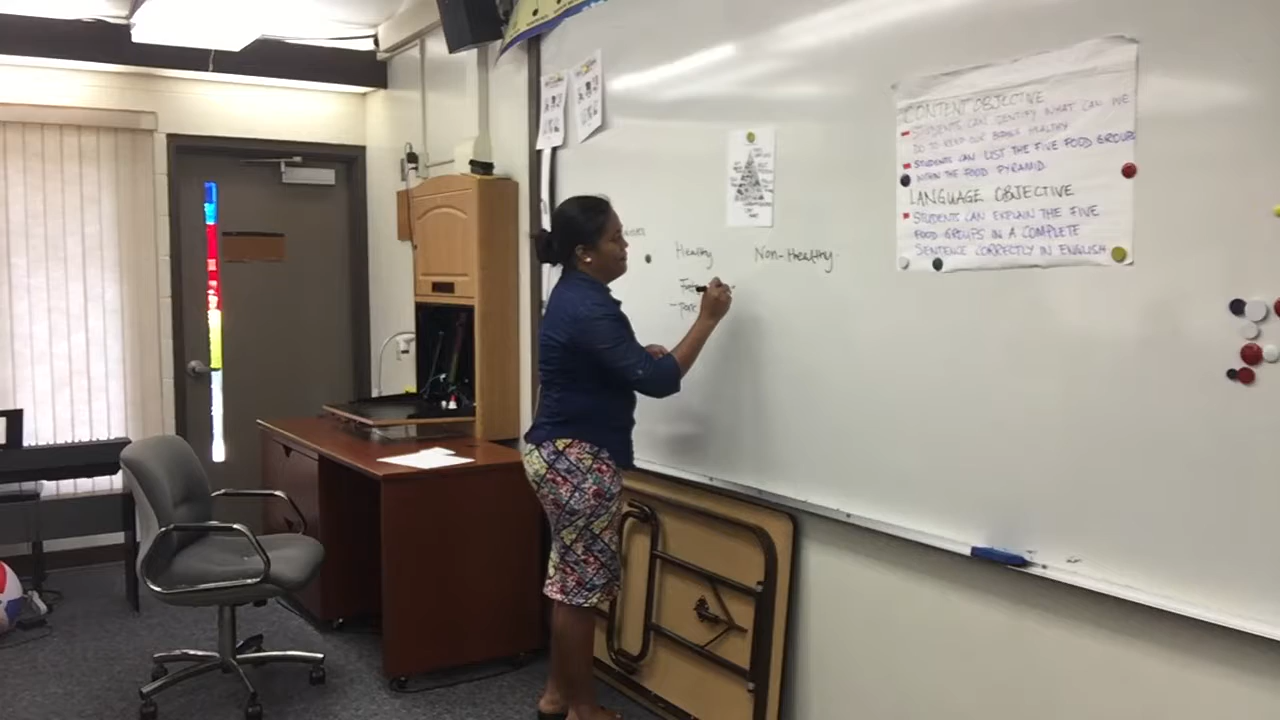 Healthy
Non-Healthy
CONTENT OBJECTIVE
STUDENTS CAN IDENTIFY WHAT CAN WE
DO TO KEEP OUR BODIES HEALTHY
STUDENTS CAN LIST THE FIVE FOOD GROUPS
WITHIN THE FOOD PYRAMID
LANGUAGE OBJECTIVE
STUDENTS CAN EXPLAIN THE FIVE
FOOD GROUPS IN A COMPLETE
SENTENCE CORRECTLY IN ENGLISH